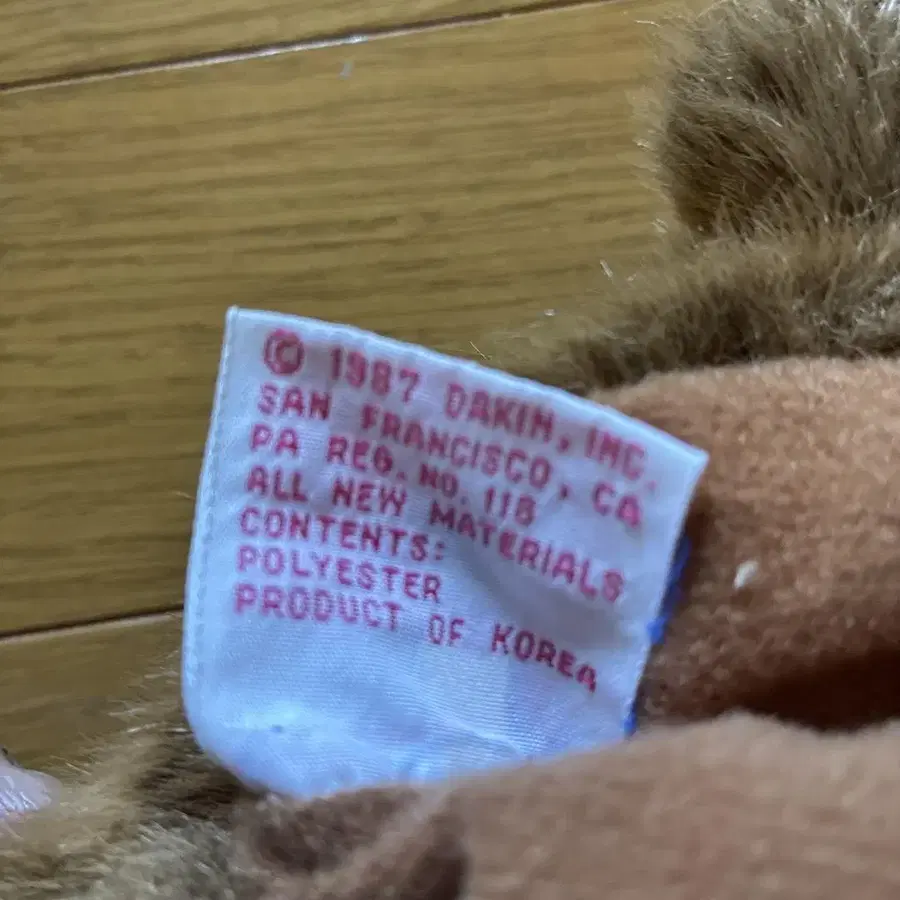 © 1987 DAKIN, INC.
SAN FRANCISCO, CA
PA REG. NO. 118
ALL NEW MATERIALS
CONTENTS:
POLYESTER
PRODUCT OF KOREA